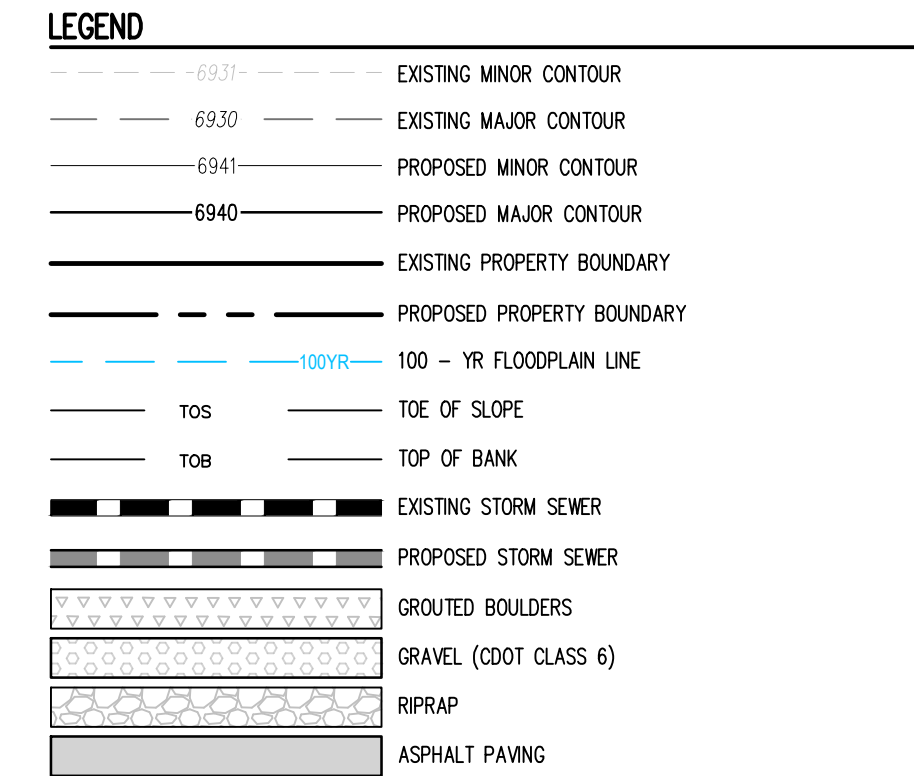 LEGEND
6931 EXISTING MINOR CONTOUR
6930 EXISTING MAJOR CONTOUR
6941 PROPOSED MINOR CONTOUR
6940 PROPOSED MAJOR CONTOUR
EXISTING PROPERTY BOUNDARY
PROPOSED PROPERTY BOUNDARY
100YR 100 - YR FLOODPLAIN LINE
TOS TOE OF SLOPE
TOB TOP OF BANK
EXISTING STORM SEWER
PROPOSED STORM SEWER
GROUTED BOULDERS
GRAVEL (CDOT CLASS 6)
RIPRAP
ASPHALT PAVING